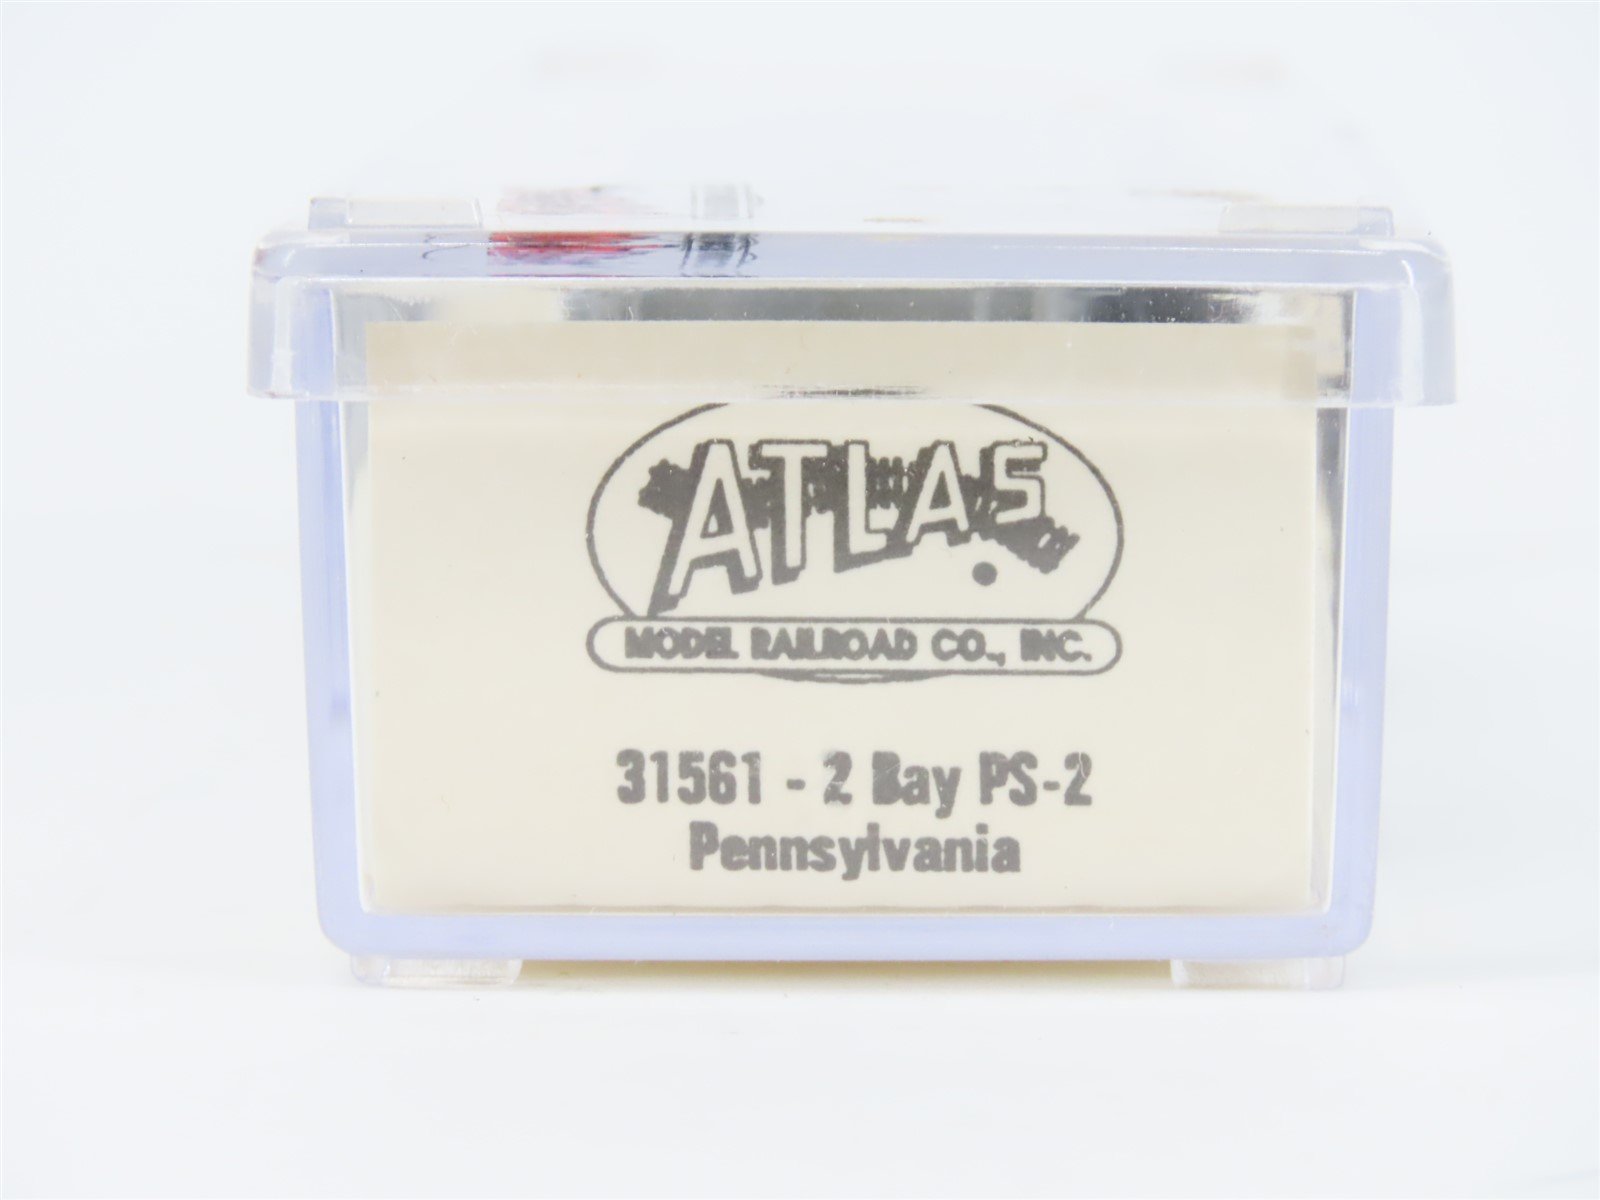 ATLAS
MODEL RAILROAD CO., INC.
31561 - 2 Bay PS-2
Pennsylvania